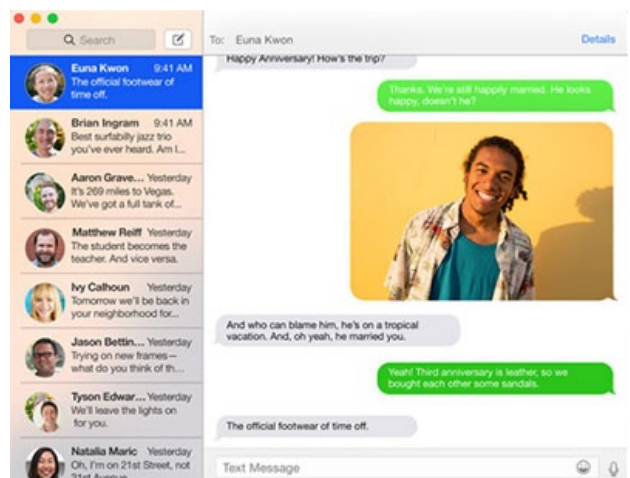 Search
Euna Kwon 9:41 AM
The official footwear of
time off.
Brian Ingram 9:41 AM
Best surfabilly jazz trio
you've ever heard. Am I...
Aaron Grave... Yesterday
It's 269 miles to Vegas.
We've got a full tank of...
Matthew Reiff Yesterday
The student becomes the
teacher. And vice versa.
Ivy Calhoun Yesterday
Tomorrow we'll be back in
your neighborhood for...
Jason Bettin... Yesterday
Trying on new frames—
what do you think of th...
Tyson Edwar... Yesterday
We'll leave the lights on
for you.
Natalia Maric Yesterday
Oh, I'm on 21st Street, not
21st Avenue.
To: Euna Kwon Details
Happy Anniversary! How's the trip?
Thanks. We're still happily married. He looks
happy, doesn't he?
And who can blame him, he's on a tropical
vacation. And, oh yeah, he married you.
Yeah! Third anniversary is leather, so we
bought each other some sandals.
The official footwear of time off.
Text Message